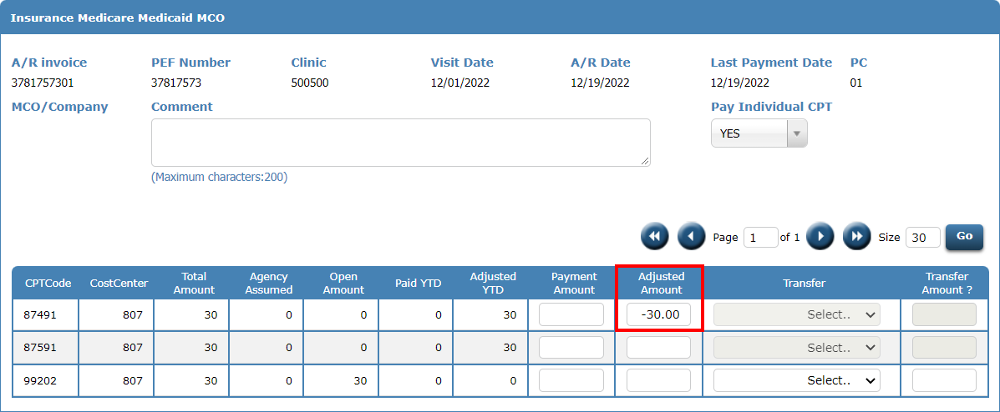 Insurance Medicare Medicaid MCO
A/R invoice PEF Number Clinic Visit Date A/R Date Last Payment Date PC
3781757301 37817573 500500 12/01/2022 12/19/2022 12/19/2022 01
MCO/Company Comment Pay Individual CPT
YES
(Maximum characters:200)
Page 1 of 1 Size 30 Go
CPTCode CostCenter Total Amount Agency Assumed Open Amount Paid YTD Adjusted YTD Payment Amount Adjusted Amount Transfer Transfer Amount ?
87491 807 30 0 0 0 30 -30.00 Select..
87591 807 30 0 0 0 30 Select..
99202 807 30 0 30 0 0 Select..